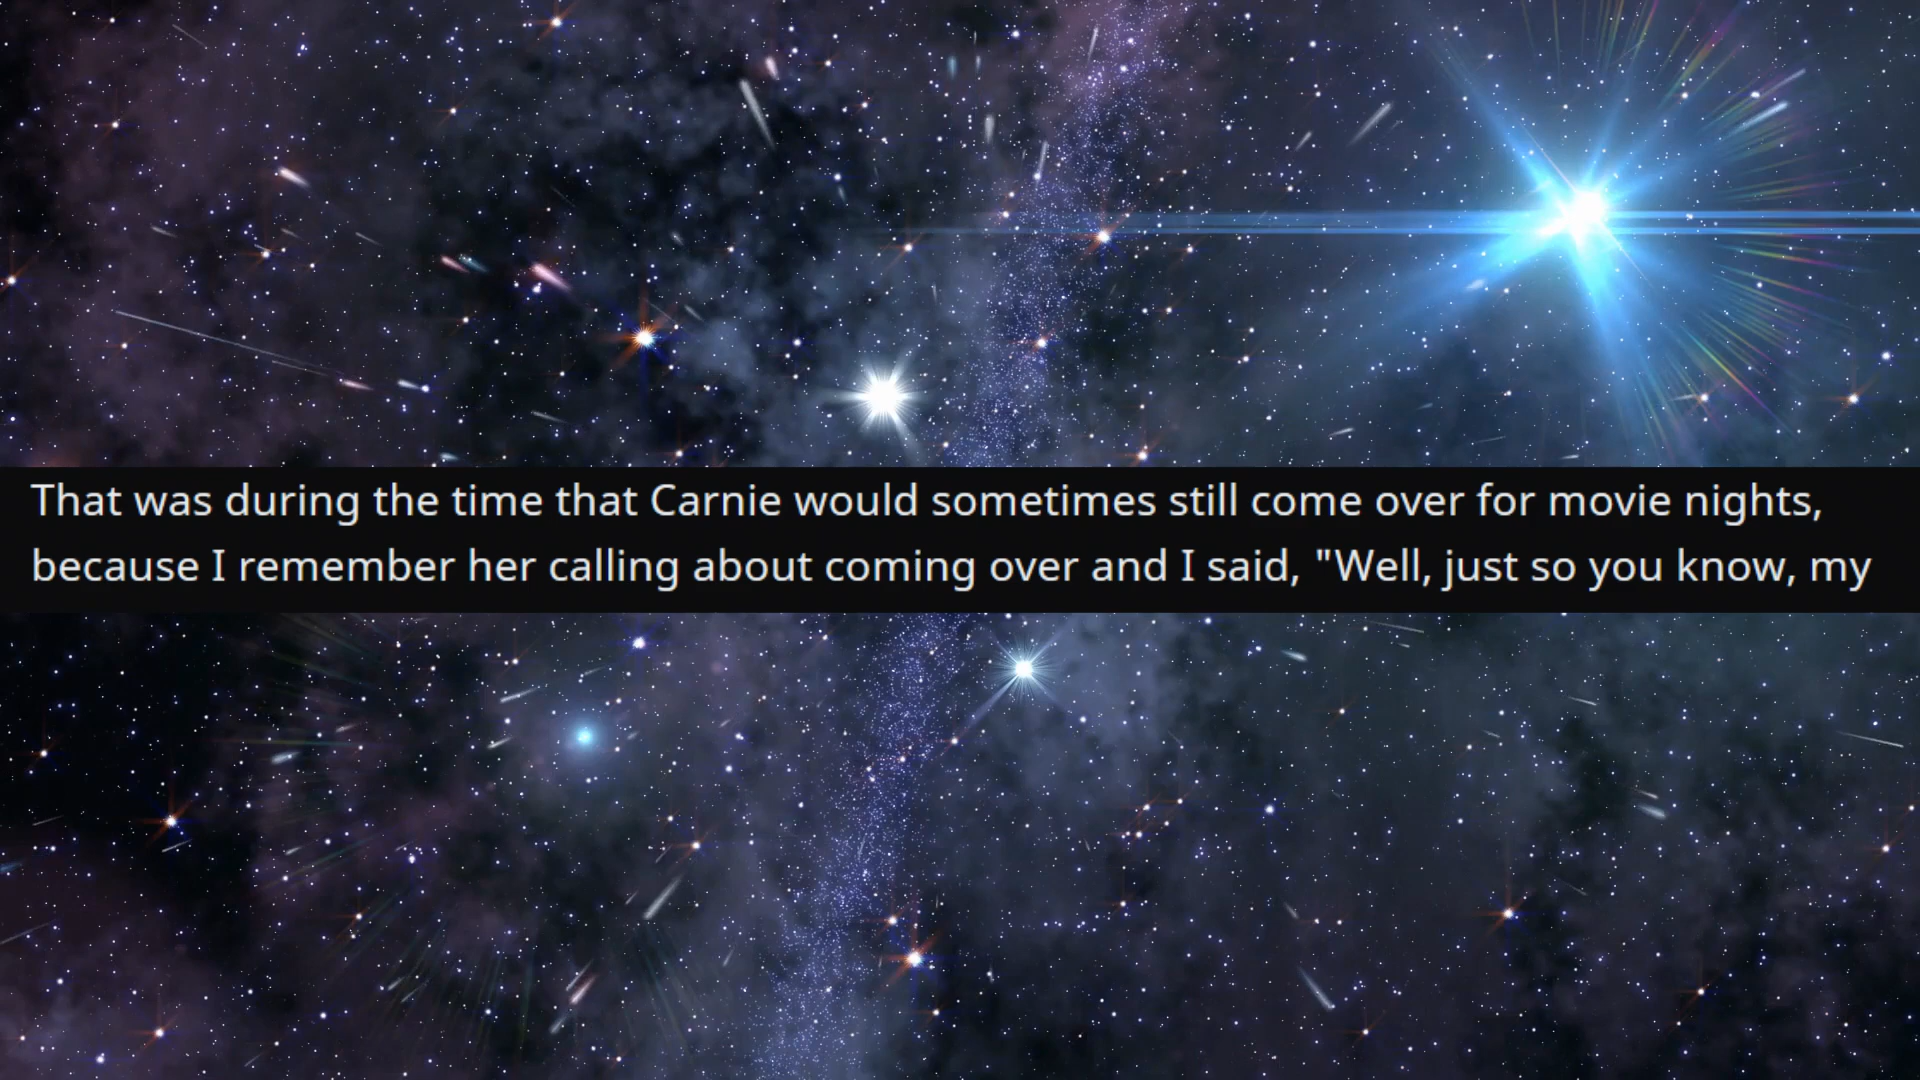 That was during the time that Carnie would sometimes still come over for movie nights,
because I remember her calling about coming over and I said, "Well, just so you know, my